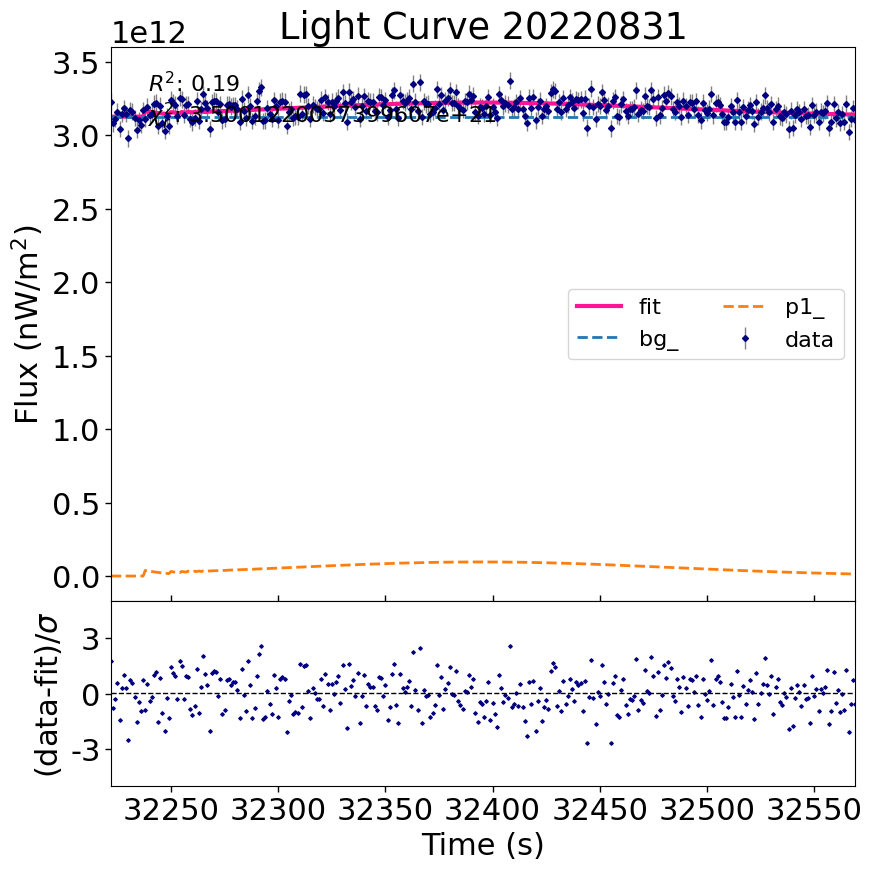 Light Curve 20220831
1e12
3.5
3.0
2.5
2.0
1.5
1.0
0.5
0.0
Flux (nW/m²)
R²: 0.19
fit
bg_
p1_
data
3
0
-3
(data-fit)/σ
32250 32300 32350 32400 32450 32500 32550
Time (s)